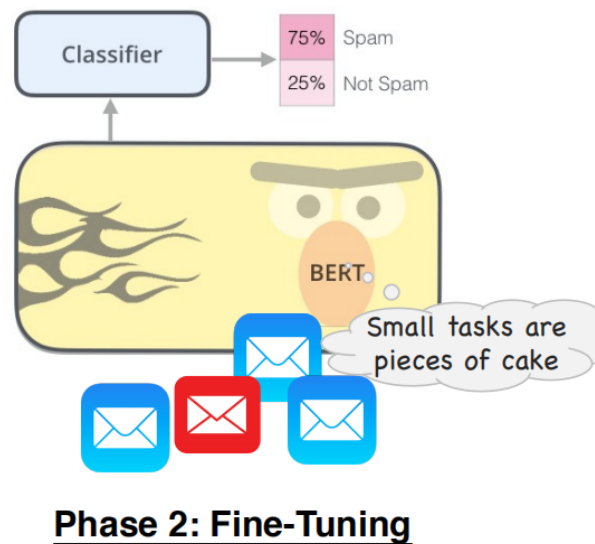 Classifier
75% Spam
25% Not Spam
BERT
Small tasks are
pieces of cake
Phase 2: Fine-Tuning